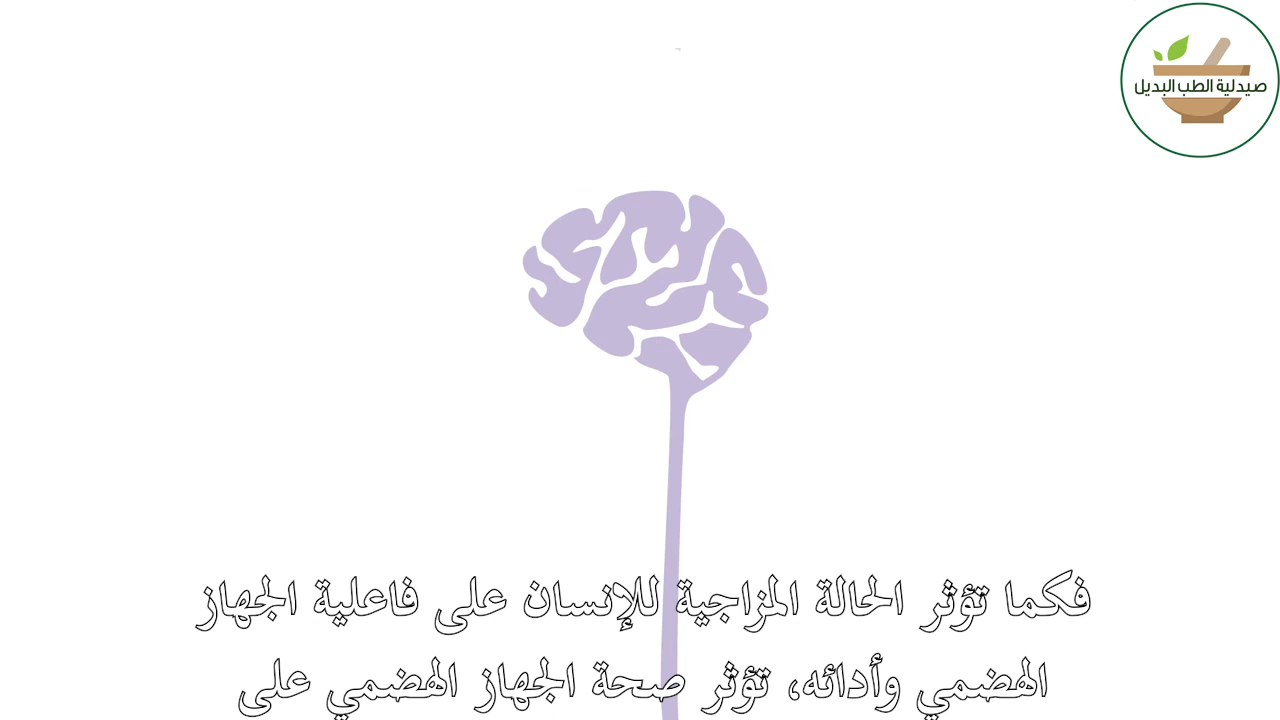 صيدلية الطب البديل
فكما تؤثر الحالة المزاجية للإنسان على فاعلية الجهاز
الهضمي وأدائه، تؤثر صحة الجهاز الهضمي على